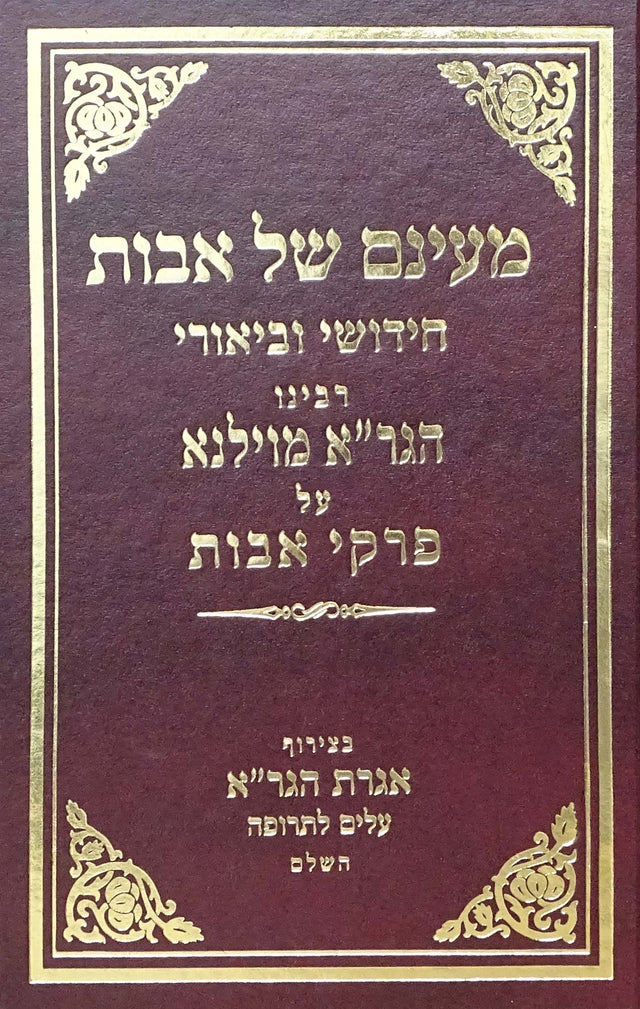 מעינם של אבות
חידושי וביאורי
רבינו
הגר״א מוילנא
על
פרקי אבות
בצירוף
אגרת הגר״א
עלים לתרופה
השלם